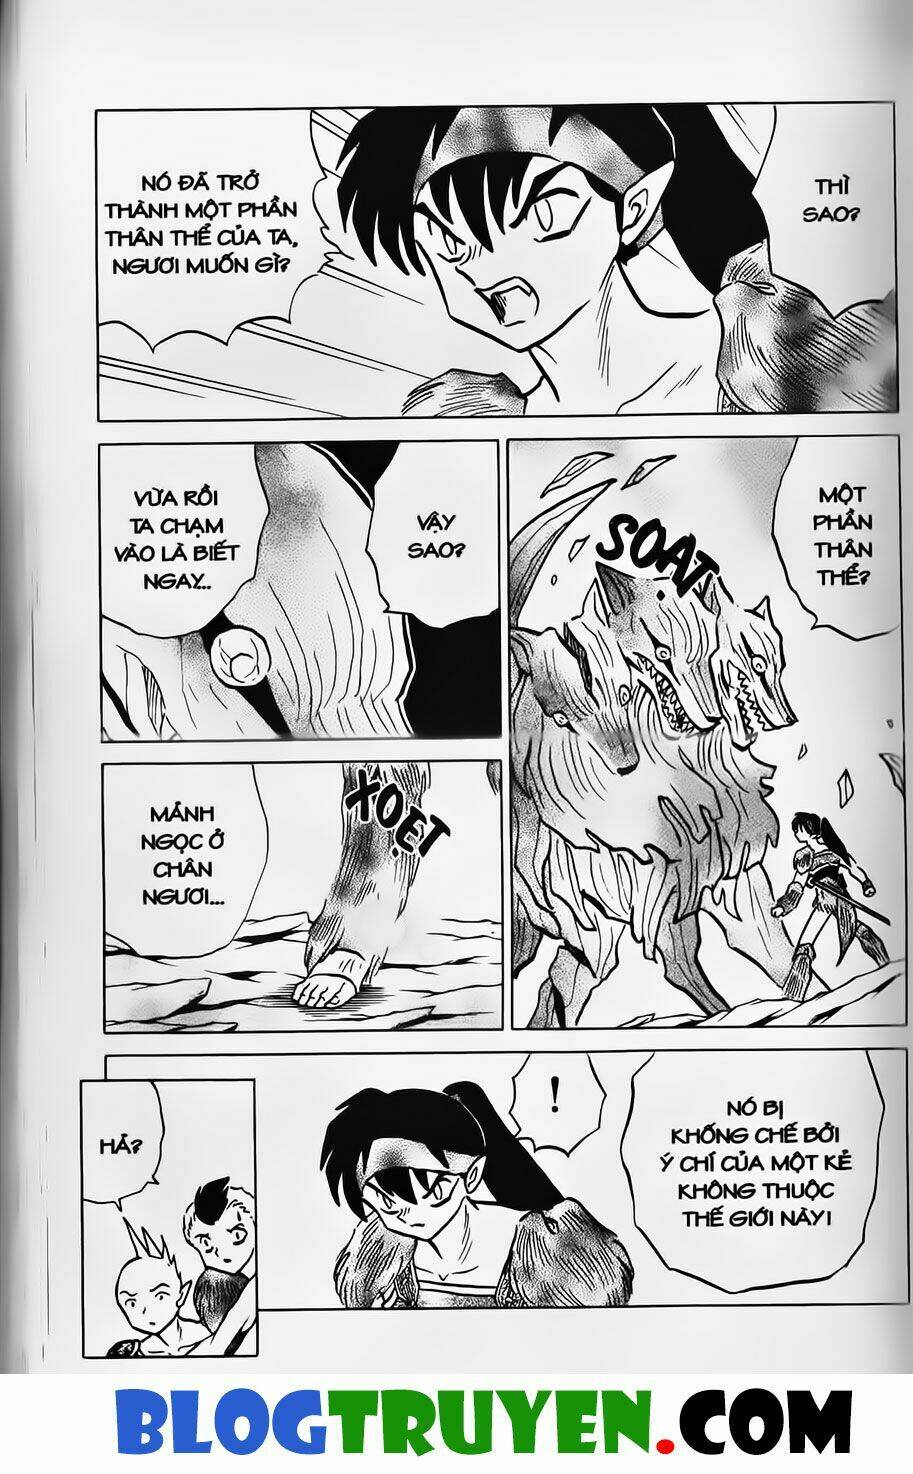 THÌ
SAO?
NÓ ĐÃ TRỞ
THÀNH MỘT PHẦN
THÂN THỂ CỦA TA,
NGƯƠI MUỐN GÌ?
MỘT
PHẦN
THÂN
THỂ?
SOẠT
VẬY
SAO?
VỪA RỒI
TA CHẠM
VÀO LÀ BIẾT
NGAY...
XOẸT
MẢNH
NGỌC Ở
CHÂN
NGƯƠI...
NÓ BỊ
KHỐNG CHẾ BỞI
Ý CHÍ CỦA MỘT KẺ
KHÔNG THUỘC
THẾ GIỚI NÀY!
!
HẢ?
BLOGTRUYEN.COM